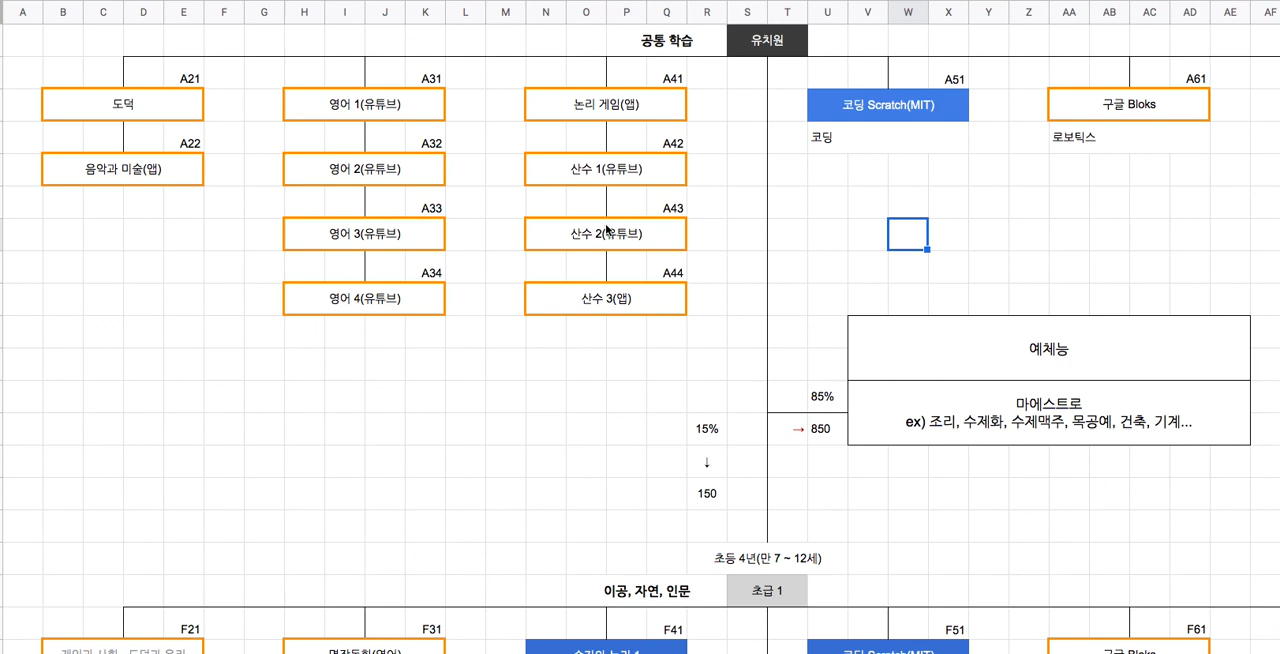 A B C D E F G H I J K L M N O P Q R S T U V W X Y Z AA AB AC AD AE AF
공통 학습 유치원
A21 A31 A41 A51 A61
도덕 영어 1(유튜브) 논리 게임(앱) 코딩 Scratch(MIT) 구글 Bloks
코딩 로보틱스
A22 A32 A42
음악과 미술(앱) 영어 2(유튜브) 산수 1(유튜브)
A33 A43
영어 3(유튜브) 산수 2(유튜브)
A34 A44
영어 4(유튜브) 산수 3(앱)
예체능
85%
마에스트로
ex) 조리, 수제화, 수제맥주, 목공예, 건축, 기계...
15% → 850
↓
150
초등 4년(만 7 ~ 12세)
이공, 자연, 인문 초급 1
F21 F31 F41 F51 F61
코딩 Scratch(MIT) 구글 Bloks